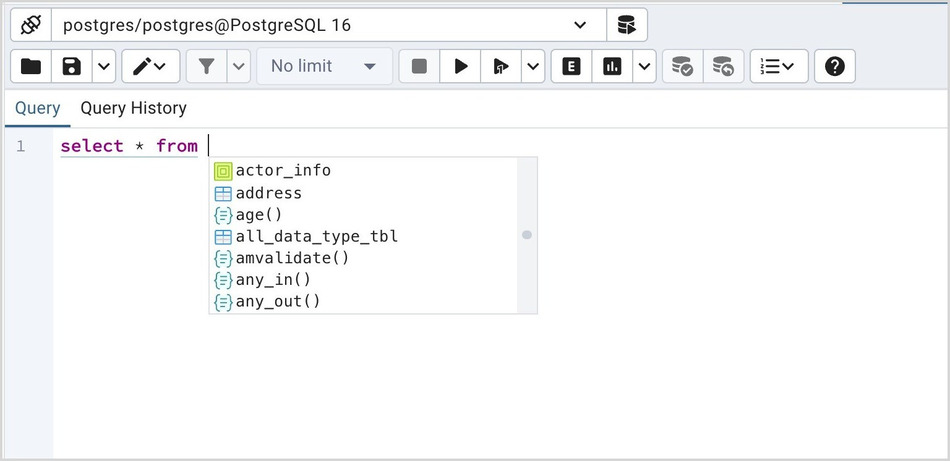 postgres/postgres@PostgreSQL 16
No limit
E
Query Query History
1 select * from
actor_info
address
age()
all_data_type_tbl
amvalidate()
any_in()
any_out()